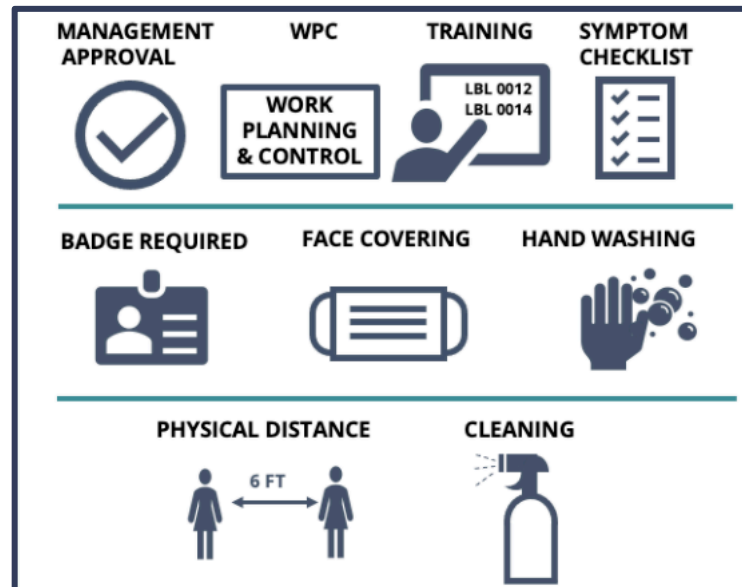 MANAGEMENT APPROVAL
WPC
TRAINING
SYMPTOM CHECKLIST
WORK
PLANNING
& CONTROL
LBL 0012
LBL 0014
BADGE REQUIRED
FACE COVERING
HAND WASHING
PHYSICAL DISTANCE
CLEANING
6 FT